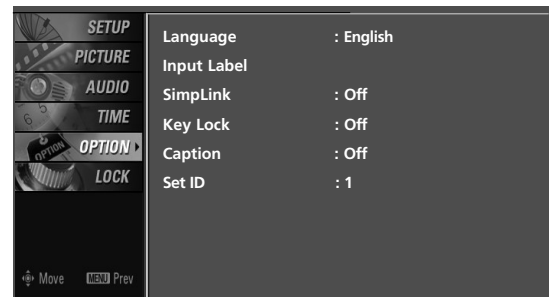 SETUP
PICTURE
AUDIO
TIME
OPTION
LOCK
Move MENU Prev
Language : English
Input Label
SimpLink : Off
Key Lock : Off
Caption : Off
Set ID : 1